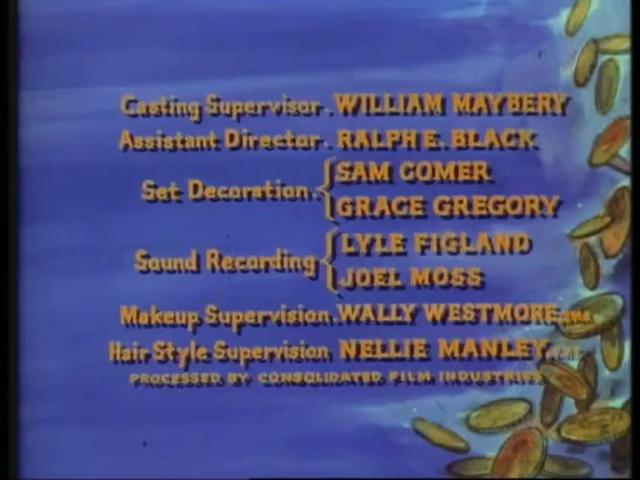 Casting Supervisor. WILLIAM MAYBERY
Assistant Director. RALPH E. BLACK
Set Decoration. SAM COMER
GRACE GREGORY
Sound Recording LYLE FIGLAND
JOEL MOSS
Makeup Supervision. WALLY WESTMORE, S.M.A.
Hair Style Supervision, NELLIE MANLEY,
PROCESSED BY CONSOLIDATED FILM INDUSTRIES